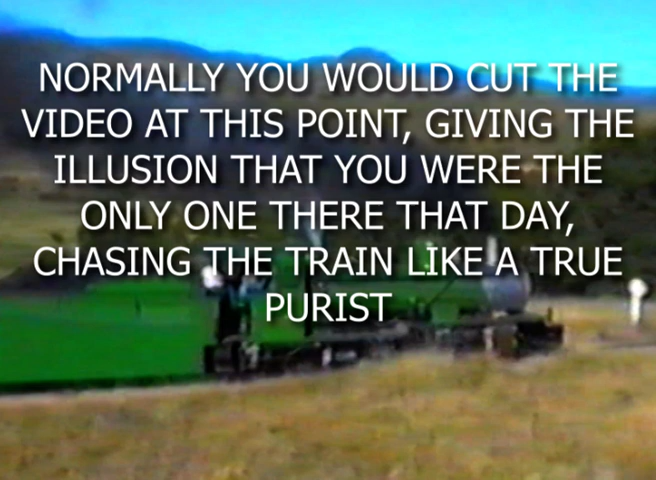 NORMALLY YOU WOULD CUT THE
VIDEO AT THIS POINT, GIVING THE
ILLUSION THAT YOU WERE THE
ONLY ONE THERE THAT DAY,
CHASING THE TRAIN LIKE A TRUE
PURIST